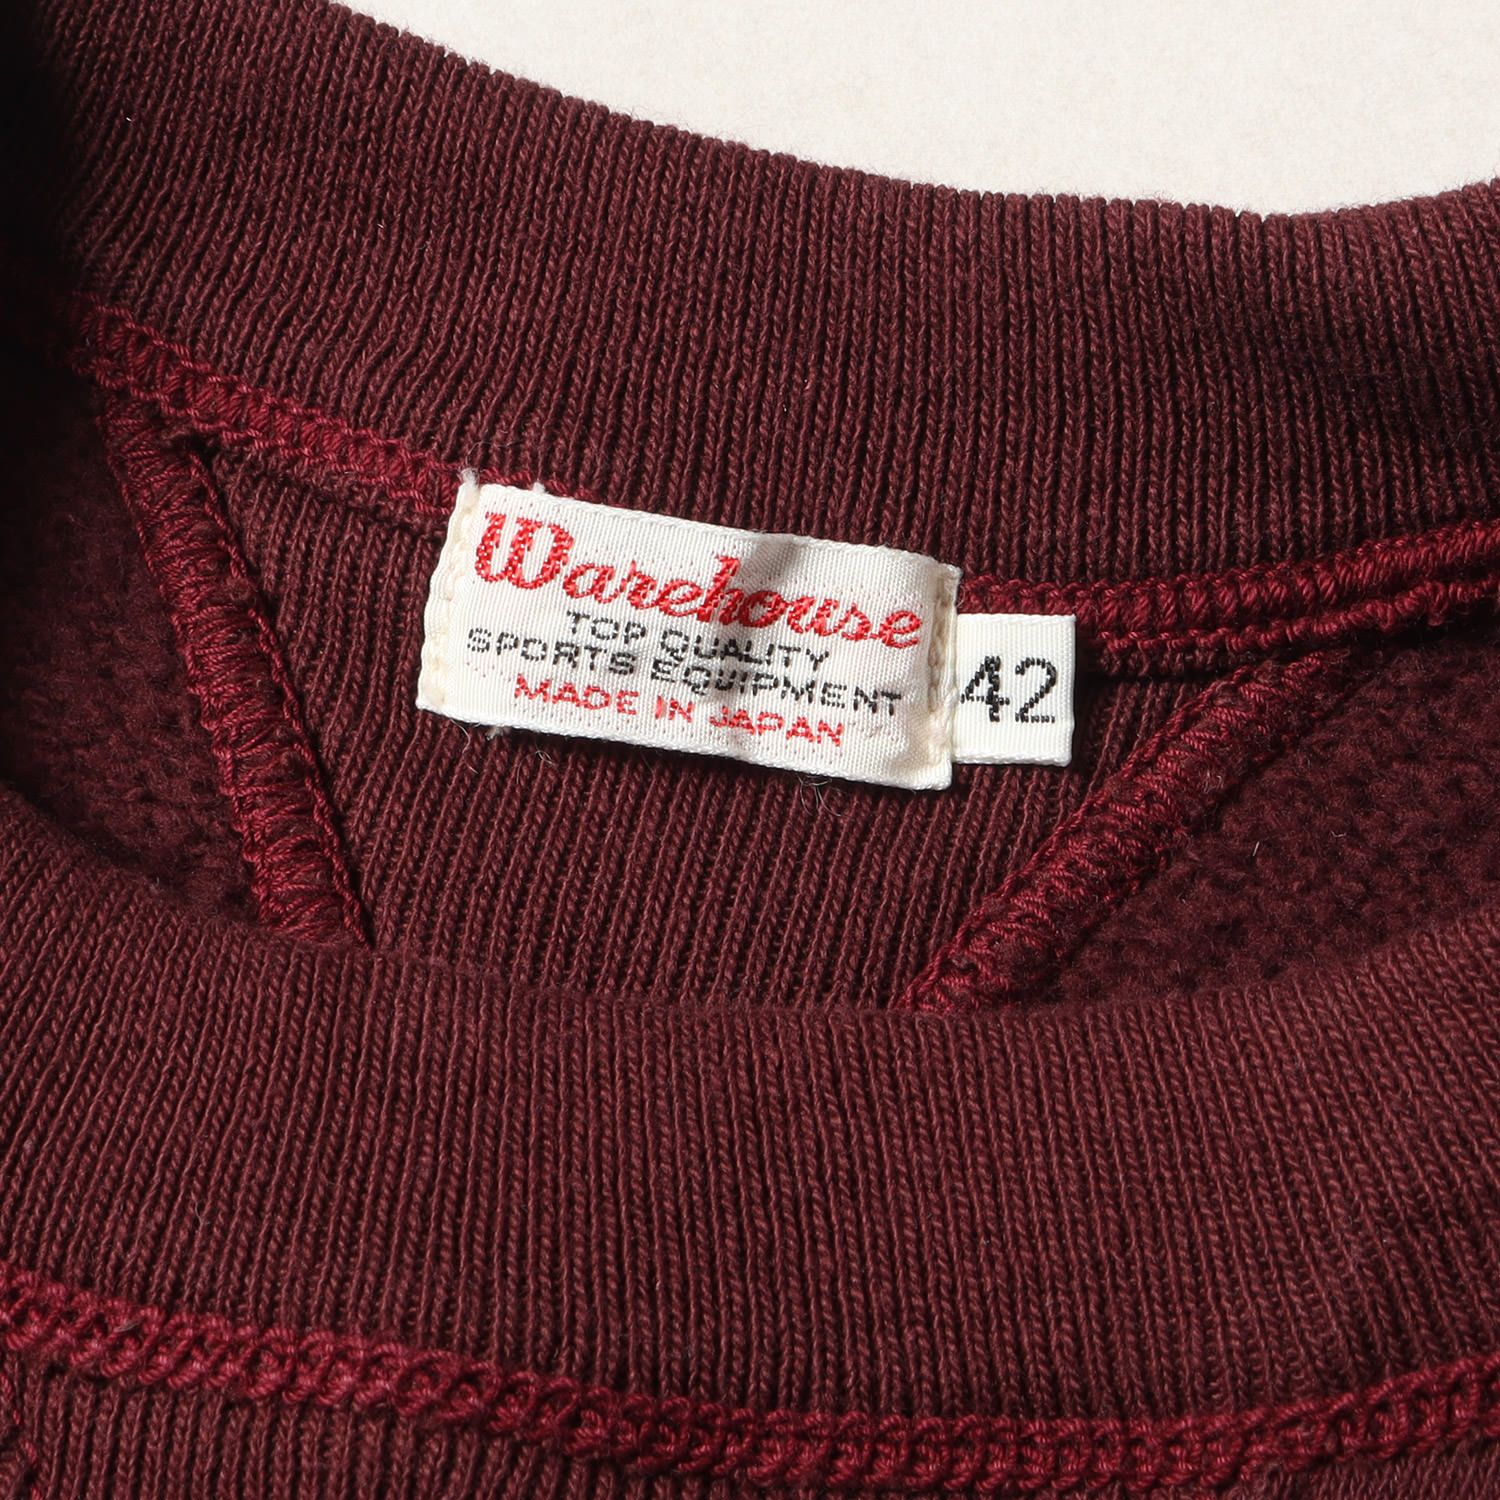 Warehouse
TOP QUALITY
SPORTS EQUIPMENT
MADE IN JAPAN
42